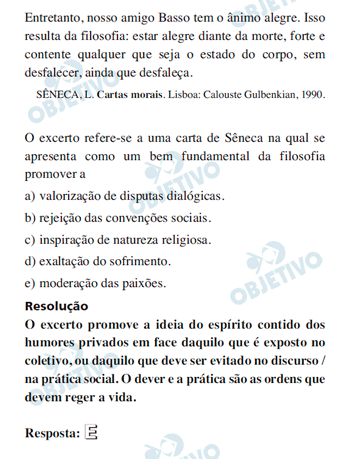 Entretanto, nosso amigo Basso tem o ânimo alegre. Isso
resulta da filosofia: estar alegre diante da morte, forte e
contente qualquer que seja o estado do corpo, sem
desfalecer, ainda que desfaleça.
SÊNECA, L. Cartas morais. Lisboa: Calouste Gulbenkian, 1990.
O excerto refere-se a uma carta de Sêneca na qual se
apresenta como um bem fundamental da filosofia
promover a
a) valorização de disputas dialógicas.
b) rejeição das convenções sociais.
c) inspiração de natureza religiosa.
d) exaltação do sofrimento.
e) moderação das paixões.
Resolução
O excerto promove a ideia do espírito contido dos
humores privados em face daquilo que é exposto no
coletivo, ou daquilo que deve ser evitado no discurso /
na prática social. O dever e a prática são as ordens que
devem reger a vida.
Resposta: E
OBJETIVO
OBJETIVO
OBJETIVO
OBJETIVO
OBJETIVO
OBJETIVO